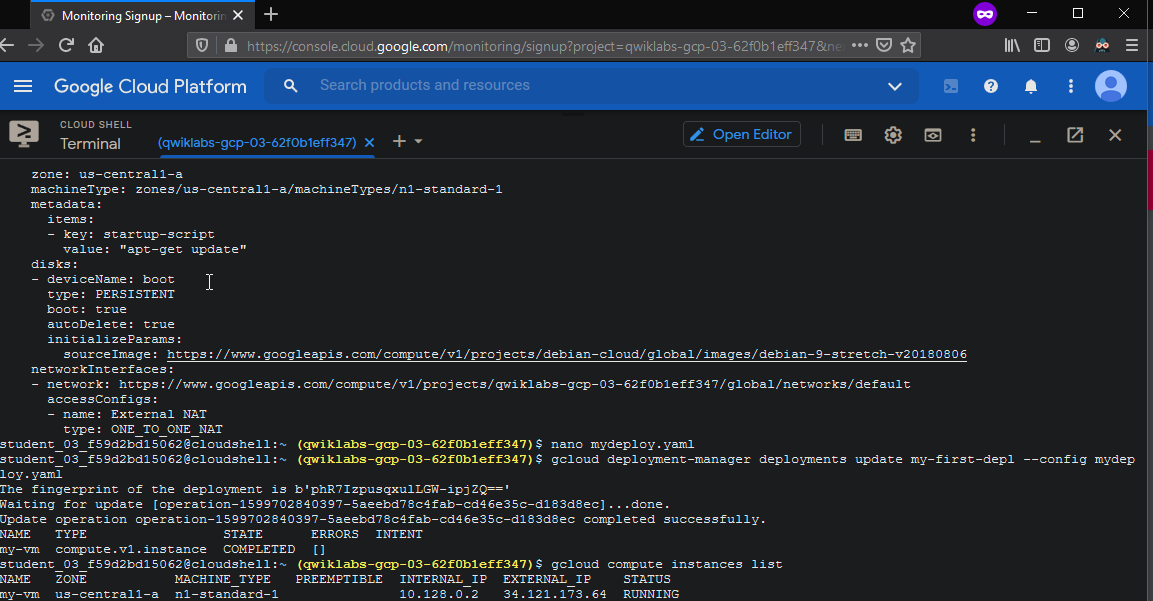 Monitoring Signup – Monitorin
https://console.cloud.google.com/monitoring/signup?project=qwiklabs-gcp-03-62f0b1eff347&ne
Google Cloud Platform
Search products and resources
CLOUD SHELL
Terminal
(qwiklabs-gcp-03-62f0b1eff347)
Open Editor
zone: us-central1-a
machineType: zones/us-central1-a/machineTypes/n1-standard-1
metadata:
items:
- key: startup-script
value: "apt-get update"
disks:
- deviceName: boot
type: PERSISTENT
boot: true
autoDelete: true
initializeParams:
sourceImage: https://www.googleapis.com/compute/v1/projects/debian-cloud/global/images/debian-9-stretch-v20180806
networkInterfaces:
- network: https://www.googleapis.com/compute/v1/projects/qwiklabs-gcp-03-62f0b1eff347/global/networks/default
accessConfigs:
- name: External NAT
type: ONE_TO_ONE_NAT
student_03_f59d2bd15062@cloudshell:~ (qwiklabs-gcp-03-62f0b1eff347)$ nano mydeploy.yaml
student_03_f59d2bd15062@cloudshell:~ (qwiklabs-gcp-03-62f0b1eff347)$ gcloud deployment-manager deployments update my-first-depl --config mydep
loy.yaml
The fingerprint of the deployment is b'phR7IzpusqxulLGW-ipjZQ=='
Waiting for update [operation-1599702840397-5aeebd78c4fab-cd46e35c-d183d8ec]...done.
Update operation operation-1599702840397-5aeebd78c4fab-cd46e35c-d183d8ec completed successfully.
NAME TYPE STATE ERRORS INTENT
my-vm compute.v1.instance COMPLETED []
student_03_f59d2bd15062@cloudshell:~ (qwiklabs-gcp-03-62f0b1eff347)$ gcloud compute instances list
NAME ZONE MACHINE_TYPE PREEMPTIBLE INTERNAL_IP EXTERNAL_IP STATUS
my-vm us-central1-a n1-standard-1 10.128.0.2 34.121.173.64 RUNNING